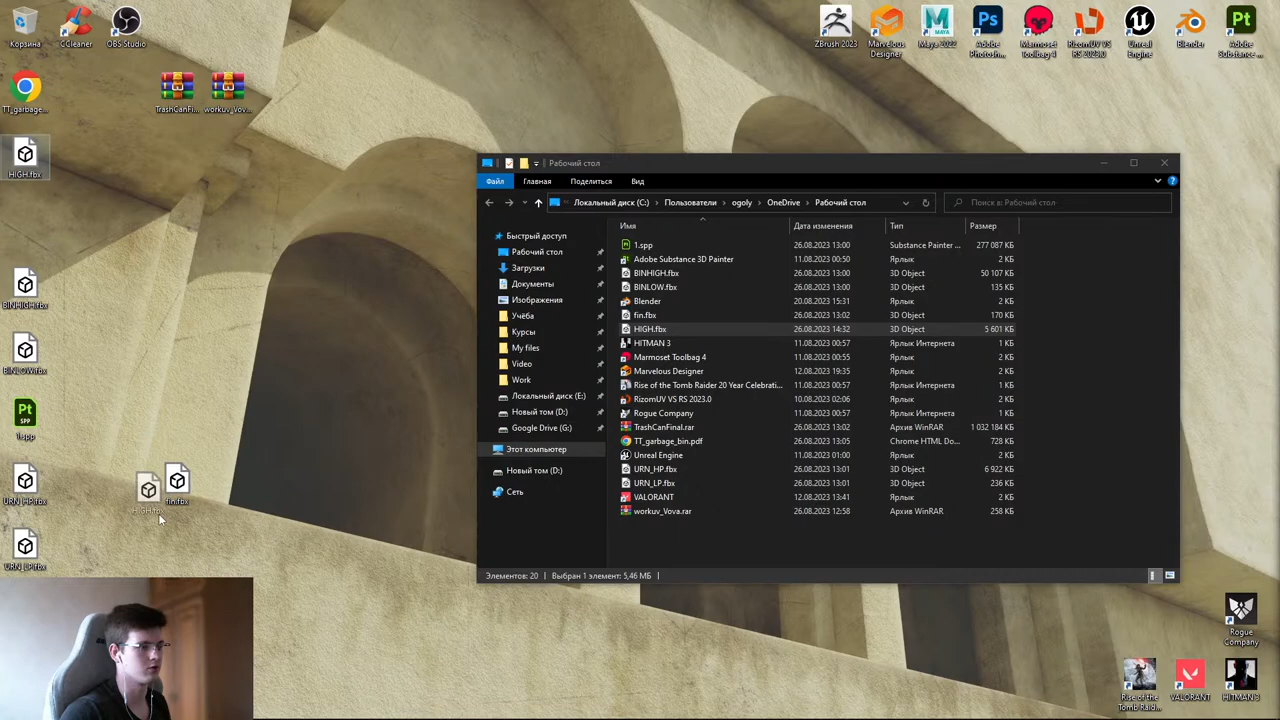 Корзина
CCleaner
OBS Studio
ZBrush 2023
Marvelous
Designer
Maya 2022
Adobe
Photosh...
Marmoset
Toolbag 4
RizomUV VS
RS 2023.0
Unreal
Engine
Blender
Adobe
Substance ...
TT_garbage...
TrashCanFi...
workuv_Vov...
HIGH.fbx
BINHIGH.fbx
BINLOW.fbx
1.spp
URN_HP.fbx
URN_LP.fbx
HIGH.fbx
fin.fbx
Рабочий стол
Файл
Главная
Поделиться
Вид
Локальный диск (C:) › Пользователи › ogoly › OneDrive › Рабочий стол
Поиск в: Рабочий стол
Быстрый доступ
Рабочий стол
Загрузки
Документы
Изображения
Учёба
Курсы
My files
Video
Work
Локальный диск (E:)
Новый том (D:)
Google Drive (G:)
Этот компьютер
Новый том (D:)
Сеть
Имя Дата изменения Тип Размер
1.spp 26.08.2023 13:00 Substance Painter ... 277 087 КБ
Adobe Substance 3D Painter 11.08.2023 00:50 Ярлык 2 КБ
BINHIGH.fbx 26.08.2023 13:00 3D Object 50 107 КБ
BINLOW.fbx 26.08.2023 13:00 3D Object 135 КБ
Blender 20.08.2023 15:31 Ярлык 2 КБ
fin.fbx 26.08.2023 13:02 3D Object 170 КБ
HIGH.fbx 26.08.2023 14:32 3D Object 5 601 КБ
HITMAN 3 11.08.2023 00:57 Ярлык Интернета 1 КБ
Marmoset Toolbag 4 11.08.2023 00:55 Ярлык 2 КБ
Marvelous Designer 12.08.2023 19:35 Ярлык 2 КБ
Rise of the Tomb Raider 20 Year Celebrati... 11.08.2023 00:57 Ярлык Интернета 1 КБ
RizomUV VS RS 2023.0 10.08.2023 02:06 Ярлык 2 КБ
Rogue Company 11.08.2023 00:57 Ярлык Интернета 1 КБ
TrashCanFinal.rar 26.08.2023 13:02 Архив WinRAR 1 032 184 КБ
TT_garbage_bin.pdf 26.08.2023 13:05 Chrome HTML Do... 728 КБ
Unreal Engine 11.08.2023 01:00 Ярлык 2 КБ
URN_HP.fbx 26.08.2023 13:01 3D Object 6 922 КБ
URN_LP.fbx 26.08.2023 13:01 3D Object 236 КБ
VALORANT 12.08.2023 13:41 Ярлык 2 КБ
workuv_Vova.rar 26.08.2023 12:58 Архив WinRAR 258 КБ
Элементов: 20 Выбран 1 элемент: 5,46 МБ
Rogue
Company
Rise of the
Tomb Raid...
VALORANT
HITMAN 3